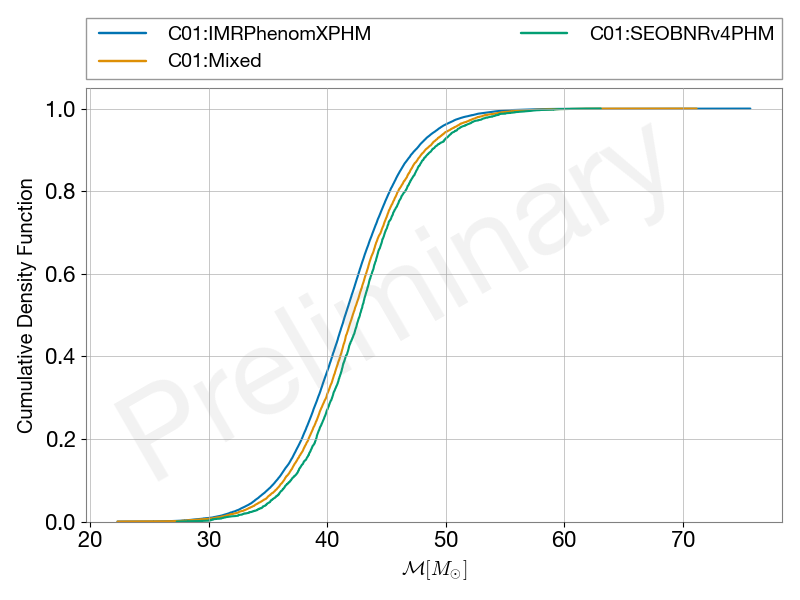 C01:IMRPhenomXPHM
C01:Mixed
C01:SEOBNRv4PHM
Cumulative Density Function
1.0
0.8
0.6
0.4
0.2
0.0
Preliminary
20 30 40 50 60 70
ℳ[M⊙]